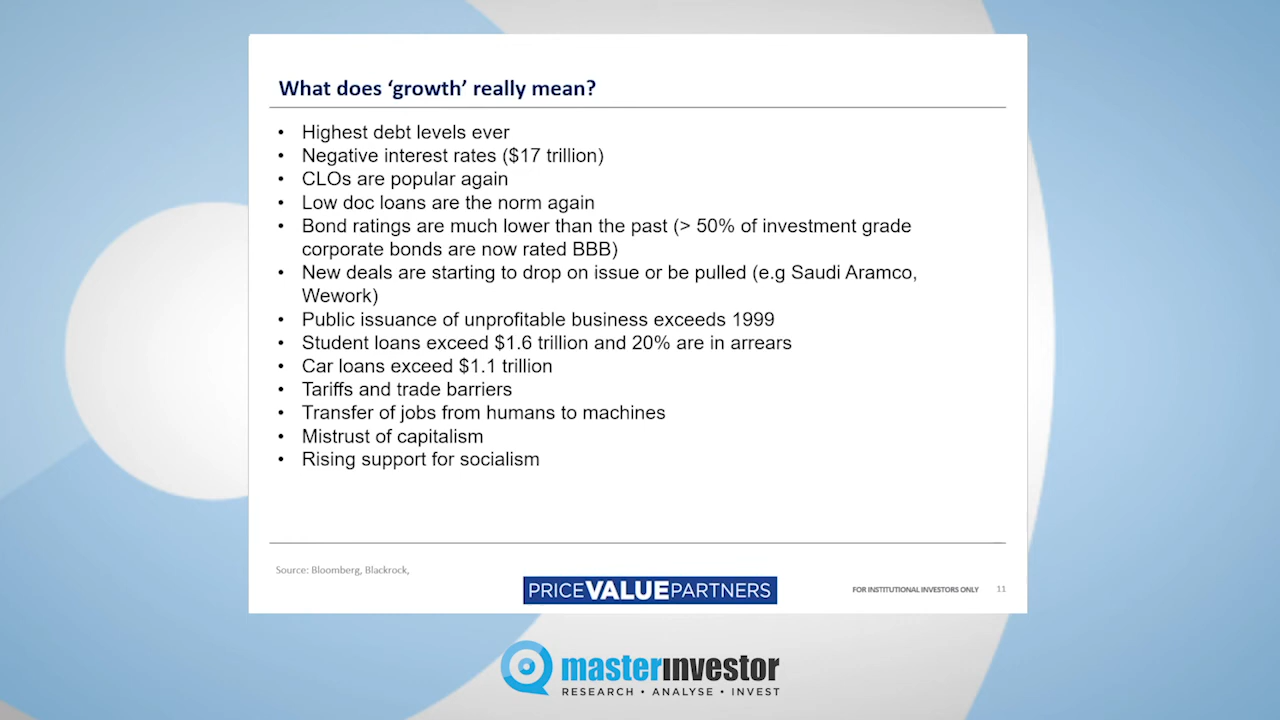 What does ‘growth’ really mean?
• Highest debt levels ever
• Negative interest rates ($17 trillion)
• CLOs are popular again
• Low doc loans are the norm again
• Bond ratings are much lower than the past (> 50% of investment grade
corporate bonds are now rated BBB)
• New deals are starting to drop on issue or be pulled (e.g Saudi Aramco,
Wework)
• Public issuance of unprofitable business exceeds 1999
• Student loans exceed $1.6 trillion and 20% are in arrears
• Car loans exceed $1.1 trillion
• Tariffs and trade barriers
• Transfer of jobs from humans to machines
• Mistrust of capitalism
• Rising support for socialism
Source: Bloomberg, Blackrock,
PRICEVALUEPARTNERS
FOR INSTITUTIONAL INVESTORS ONLY 11
masterinvestor
RESEARCH • ANALYSE • INVEST